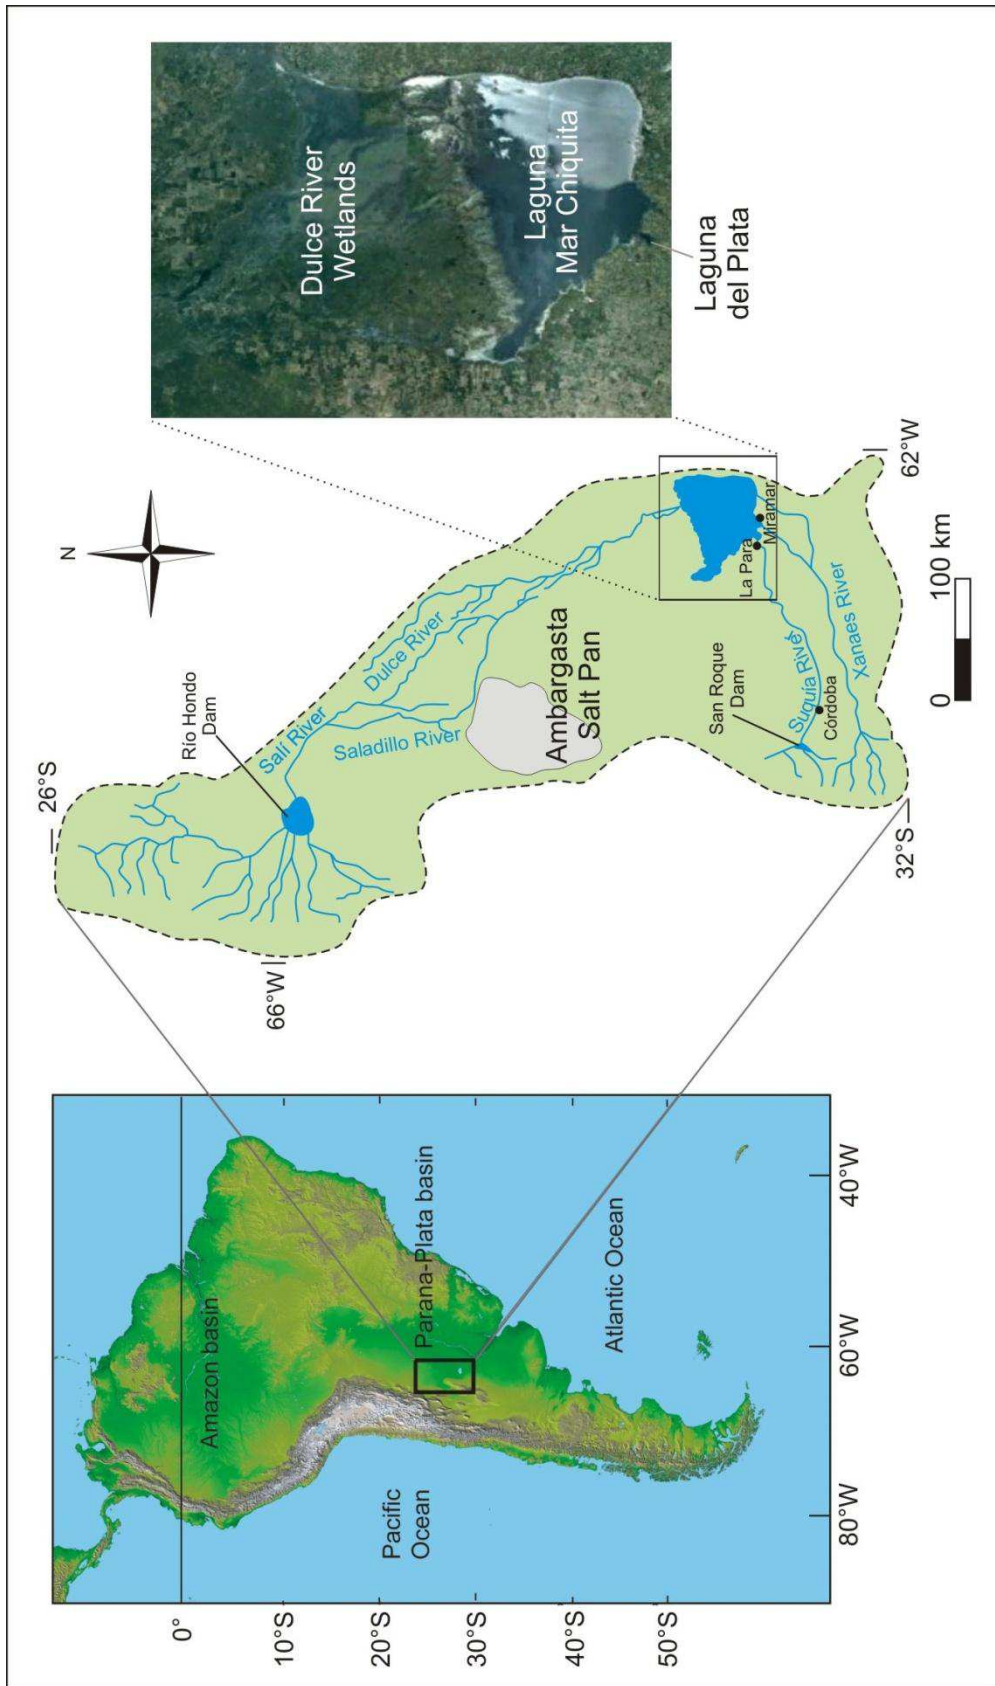 0°
10°S
20°S
30°S
40°S
50°S
80°W
60°W
40°W
Amazon basin
Parana-Plata basin
Pacific
Ocean
Atlantic Ocean
N
26°S
66°W
32°S
62°W
Río Hondo
Dam
Salí River
Dulce River
Saladillo River
Ambargasta
Salt Pan
San Roque
Dam
Suquía River
Córdoba
Xanaes River
La Para
Miramar
0
100 km
Dulce River
Wetlands
Laguna
Mar Chiquita
Laguna
del Plata